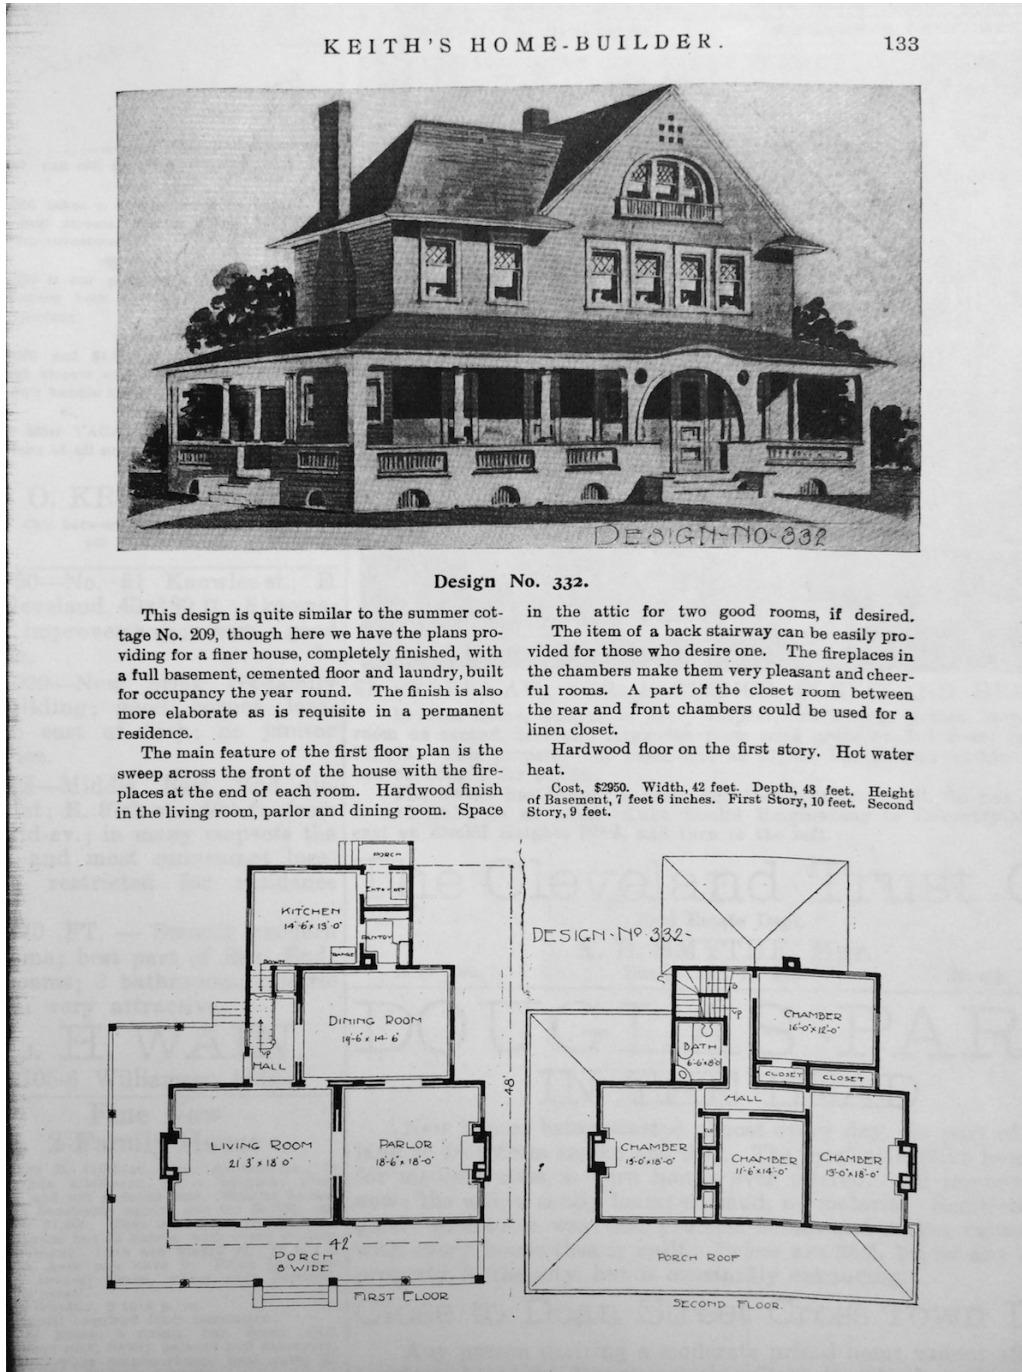 KEITH'S HOME-BUILDER.
133
DESIGN-NO-332
Design No. 332.
This design is quite similar to the summer cot-
tage No. 209, though here we have the plans pro-
viding for a finer house, completely finished, with
a full basement, cemented floor and laundry, built
for occupancy the year round. The finish is also
more elaborate as is requisite in a permanent
residence.
The main feature of the first floor plan is the
sweep across the front of the house with the fire-
places at the end of each room. Hardwood finish
in the living room, parlor and dining room. Space
in the attic for two good rooms, if desired.
The item of a back stairway can be easily pro-
vided for those who desire one. The fireplaces in
the chambers make them very pleasant and cheer-
ful rooms. A part of the closet room between
the rear and front chambers could be used for a
linen closet.
Hardwood floor on the first story. Hot water
heat.
Cost, $2950. Width, 42 feet. Depth, 48 feet. Height
of Basement, 7 feet 6 inches. First Story, 10 feet. Second
Story, 9 feet.
PORCH
KITCHEN
14'-6" x 13'-0"
PANTRY
RANGE
DOWN
DINING ROOM
UP
HALL
48'
LIVING ROOM
21' 3" x 18' 0"
PARLOR
18'-6" x 18'-0"
42'
PORCH
8 WIDE
FIRST FLOOR
DESIGN-No 332-
CHAMBER
16'-0" x 12'-0"
UP
BATH
CLOSET
CLOSET
HALL
CHAMBER
CHAMBER
11'-6" x 14'-0"
CHAMBER
13'-0" x 18'-0"
CLO
PORCH ROOF
SECOND FLOOR.